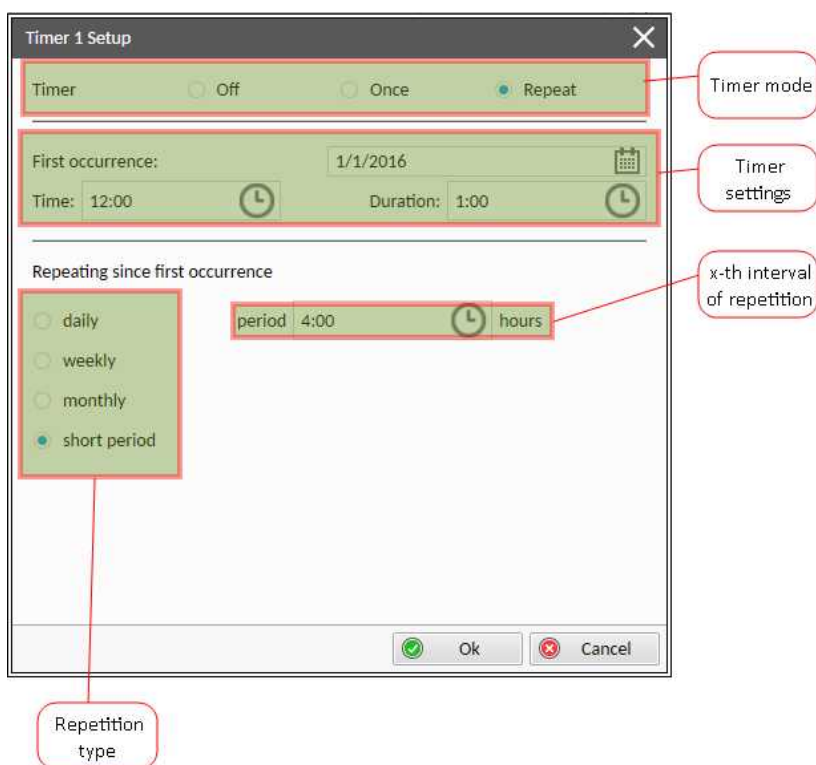 Timer 1 Setup
Timer Off Once Repeat
Timer mode
First occurrence: 1/1/2016
Time: 12:00 Duration: 1:00
Timer
settings
Repeating since first occurrence
x-th interval
of repetition
daily period 4:00 hours
weekly
monthly
short period
Ok Cancel
Repetition
type